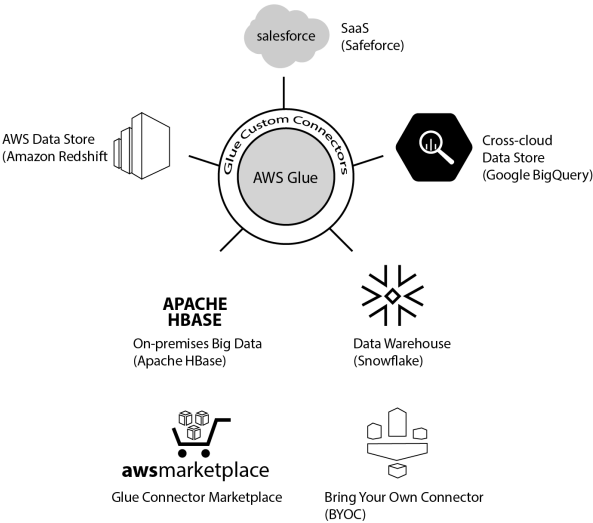 salesforce
SaaS
(Safeforce)
Glue Custom Connectors
AWS Glue
AWS Data Store
(Amazon Redshift
Cross-cloud
Data Store
(Google BigQuery)
APACHE
HBASE
On-premises Big Data
(Apache HBase)
Data Warehouse
(Snowflake)
awsmarketplace
Glue Connector Marketplace
Bring Your Own Connector
(BYOC)